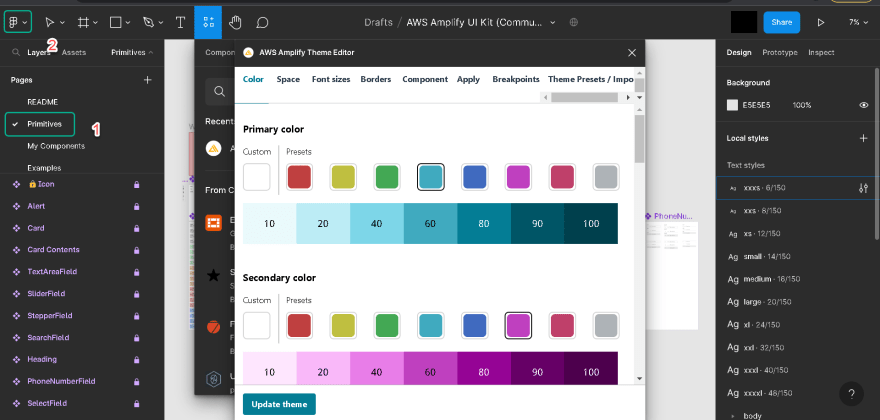 Drafts / AWS Amplify UI Kit (Commu...
Share
7%
2
Layers Assets Primitives
Pages
README
Primitives
1
My Components
Examples
Icon
Alert
Card
Card Contents
TextAreaField
SliderField
StepperField
SearchField
Heading
PhoneNumberField
SelectField
Compon
Recents
A
From C
E
F
B
S
S
B
F
G
B
U
AWS Amplify Theme Editor
Color Space Font sizes Borders Component Apply Breakpoints Theme Presets / Impo
Primary color
Custom Presets
10 20 40 60 80 90 100
Secondary color
Custom Presets
10 20 40 60 80 90 100
Update theme
PhoneNu...
Design Prototype Inspect
Background
E5E5E5 100%
Local styles
Text styles
Ag xxxs · 6/150
Ag xxs · 8/150
Ag xs · 12/150
Ag small · 14/150
Ag medium · 16/150
Ag large · 20/150
Ag xl · 24/150
Ag xxl · 32/150
Ag xxxl · 40/150
Ag xxxxl · 48/150
body
?